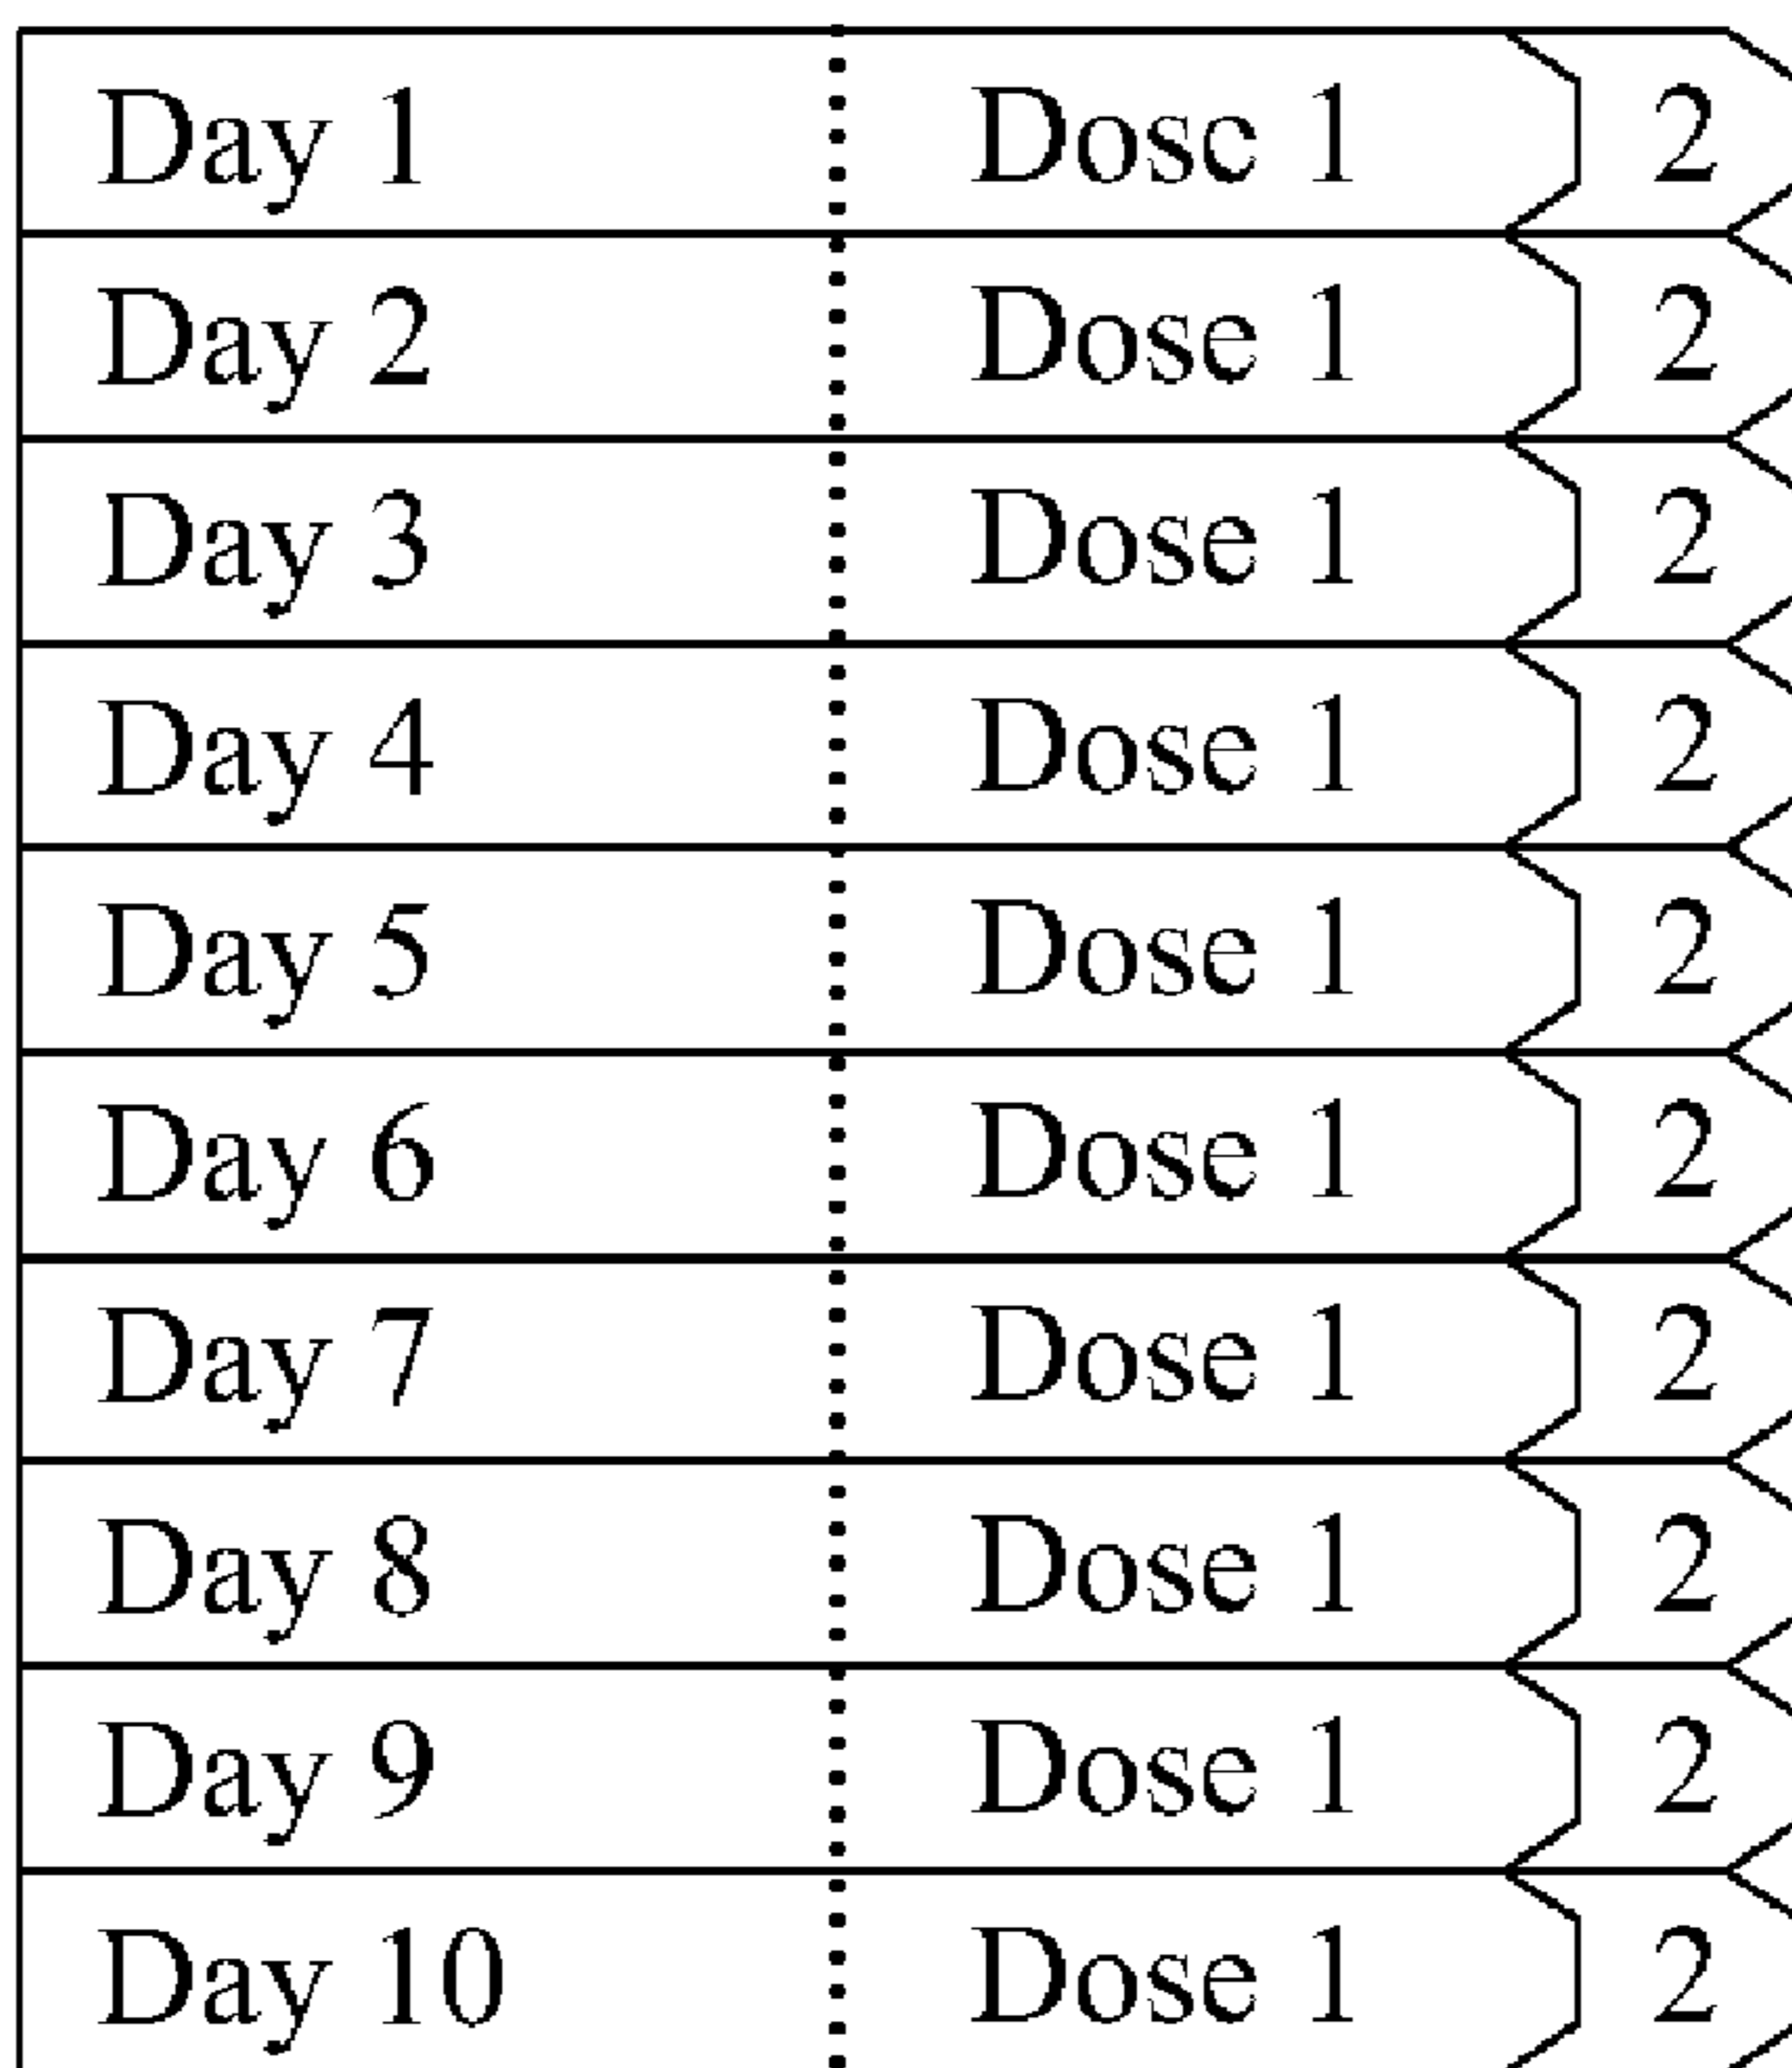 Day 1 Dose 1 2
Day 2 Dose 1 2
Day 3 Dose 1 2
Day 4 Dose 1 2
Day 5 Dose 1 2
Day 6 Dose 1 2
Day 7 Dose 1 2
Day 8 Dose 1 2
Day 9 Dose 1 2
Day 10 Dose 1 2